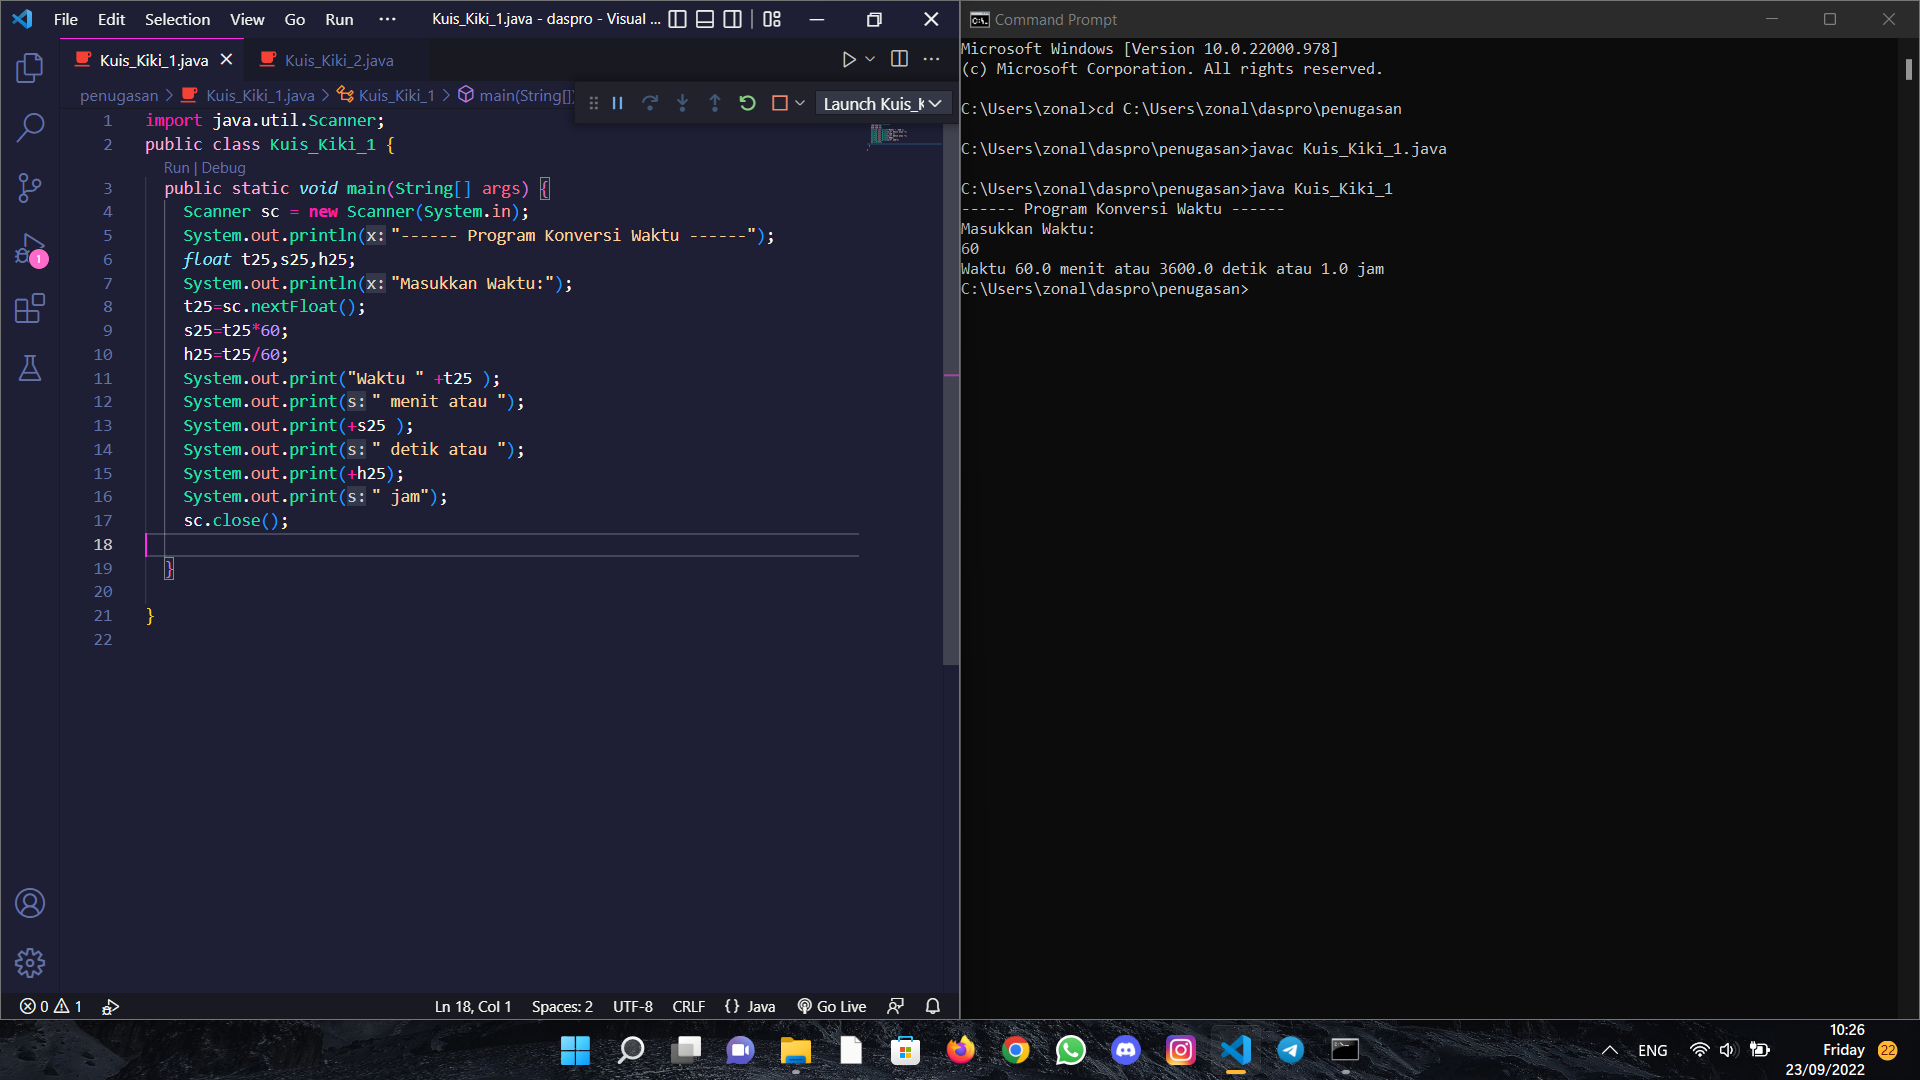 File Edit Selection View Go Run ··· Kuis_Kiki_1.java - daspro - Visual ...
Kuis_Kiki_1.java Kuis_Kiki_2.java
penugasan > Kuis_Kiki_1.java > Kuis_Kiki_1 > main(String[])
Launch Kuis_K
1 import java.util.Scanner;
2 public class Kuis_Kiki_1 {
Run | Debug
3 public static void main(String[] args) {
4 Scanner sc = new Scanner(System.in);
5 System.out.println(x: "------ Program Konversi Waktu ------");
6 float t25,s25,h25;
7 System.out.println(x: "Masukkan Waktu:");
8 t25=sc.nextFloat();
9 s25=t25*60;
10 h25=t25/60;
11 System.out.print("Waktu " +t25 );
12 System.out.print(s: " menit atau ");
13 System.out.print(+s25 );
14 System.out.print(s: " detik atau ");
15 System.out.print(+h25);
16 System.out.print(s: " jam");
17 sc.close();
18
19 }
20
21 }
22
1
0 1
Ln 18, Col 1 Spaces: 2 UTF-8 CRLF {} Java Go Live
Command Prompt
Microsoft Windows [Version 10.0.22000.978]
(c) Microsoft Corporation. All rights reserved.
C:\Users\zonal>cd C:\Users\zonal\daspro\penugasan
C:\Users\zonal\daspro\penugasan>javac Kuis_Kiki_1.java
C:\Users\zonal\daspro\penugasan>java Kuis_Kiki_1
------ Program Konversi Waktu ------
Masukkan Waktu:
60
Waktu 60.0 menit atau 3600.0 detik atau 1.0 jam
C:\Users\zonal\daspro\penugasan>
ENG
10:26
Friday
23/09/2022
22